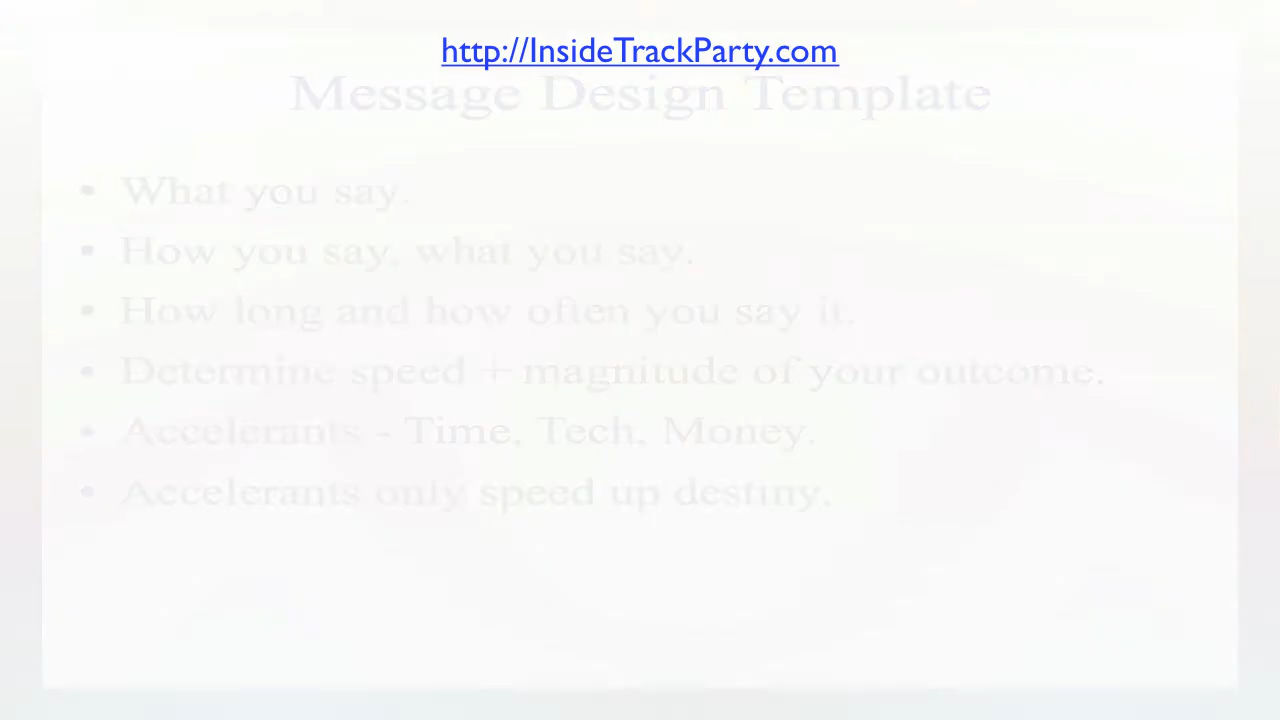 http://InsideTrackParty.com
Message Design Template
• What you say.
• How you say, what you say.
• How long and how often you say it.
• Determine speed + magnitude of your outcome.
• Accelerants - Time, Tech, Money.
• Accelerants only speed up destiny.